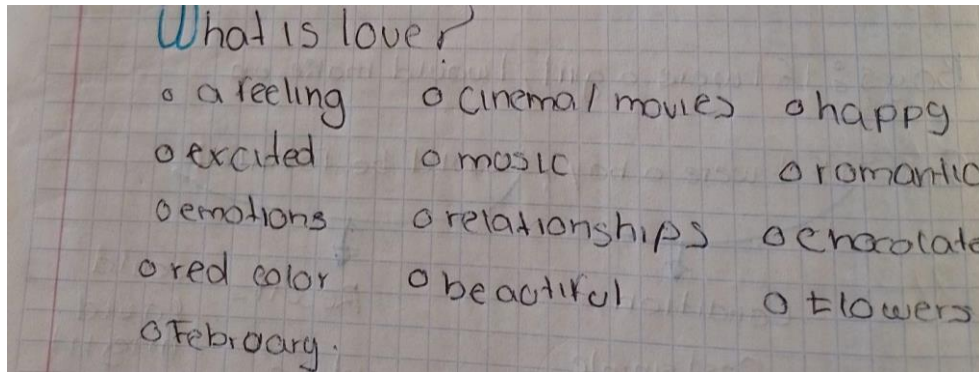 What is love?
o a feeling o cinema/movies o happy
o excited o music o romantic
o emotions o relationships o chocolate
o red color o beautiful o flowers
o February.